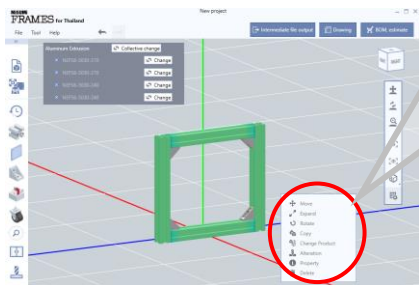 New project
FRAMES for Thailand
File Tool Help
Intermediate file output
Drawing
BOM, estimate
Aluminum Extrusion
Collective change
Change
Change
Change
Change
RIGHT
Move
Expand
Rotate
Copy
Change Product
Alteration
Property
Delete